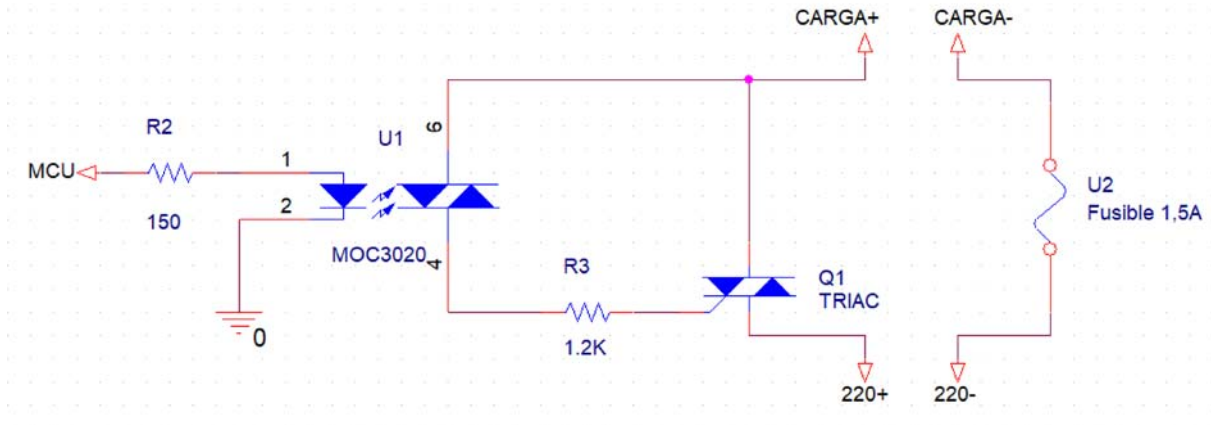 CARGA+
CARGA-
R2
U1
6
1
MCU
U2
2
Fusible 1,5A
150
MOC3020
4
R3
Q1
TRIAC
0
1.2K
220+
220-